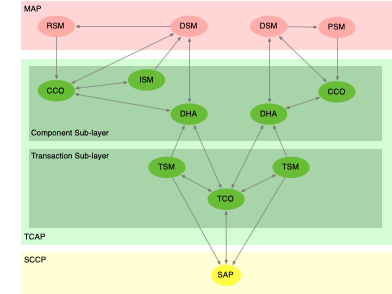 MAP
RSM DSM DSM PSM
CCO ISM CCO
DHA DHA
Component Sub-layer
Transaction Sub-layer
TSM TSM
TCO
TCAP
SCCP
SAP